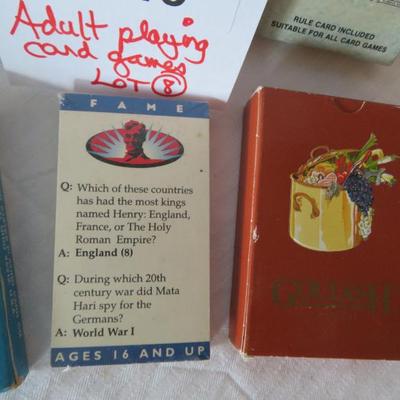 Adult playing
card games
LOT 8
RULE CARD INCLUDED
SUITABLE FOR ALL CARD GAMES
FAME
Q: Which of these countries
has had the most kings
named Henry: England,
France, or The Holy
Roman Empire?
A: England (8)
Q: During which 20th
century war did Mata
Hari spy for the
Germans?
A: World War I
AGES 16 AND UP
GOULASH